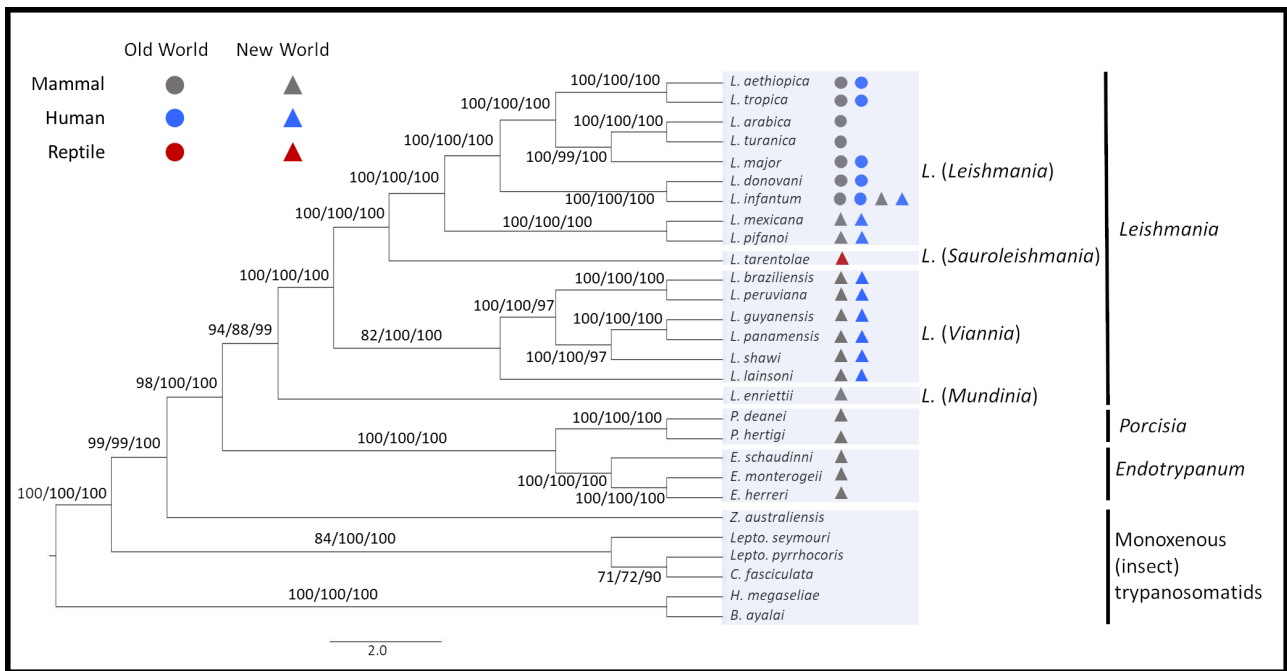 Old World New World
Mammal
Human
Reptile
100/100/100
L. aethiopica
L. tropica
100/100/100
100/100/100
L. arabica
L. turanica
100/99/100
L. major
L. (Leishmania)
100/100/100
L. donovani
100/100/100
L. infantum
100/100/100
L. mexicana
100/100/100
L. pifanoi
Leishmania
L. tarentolae
L. (Sauroleishmania)
100/100/100
100/100/100
L. braziliensis
L. peruviana
100/100/97
100/100/100
L. guyanensis
94/88/99
82/100/100
L. panamensis
L. (Viannia)
100/100/97
L. shawi
L. lainsoni
98/100/100
L. enriettii
L. (Mundinia)
100/100/100
P. deanei
Porcisia
99/99/100
100/100/100
P. hertigi
E. schaudinni
Endotrypanum
100/100/100
E. monterogeii
100/100/100
100/100/100
E. herreri
Z. australiensis
84/100/100
Lepto. seymouri
Monoxenous
(insect)
trypanosomatids
Lepto. pyrrhocoris
71/72/90
C. fasciculata
100/100/100
H. megaseliae
B. ayalai
2.0